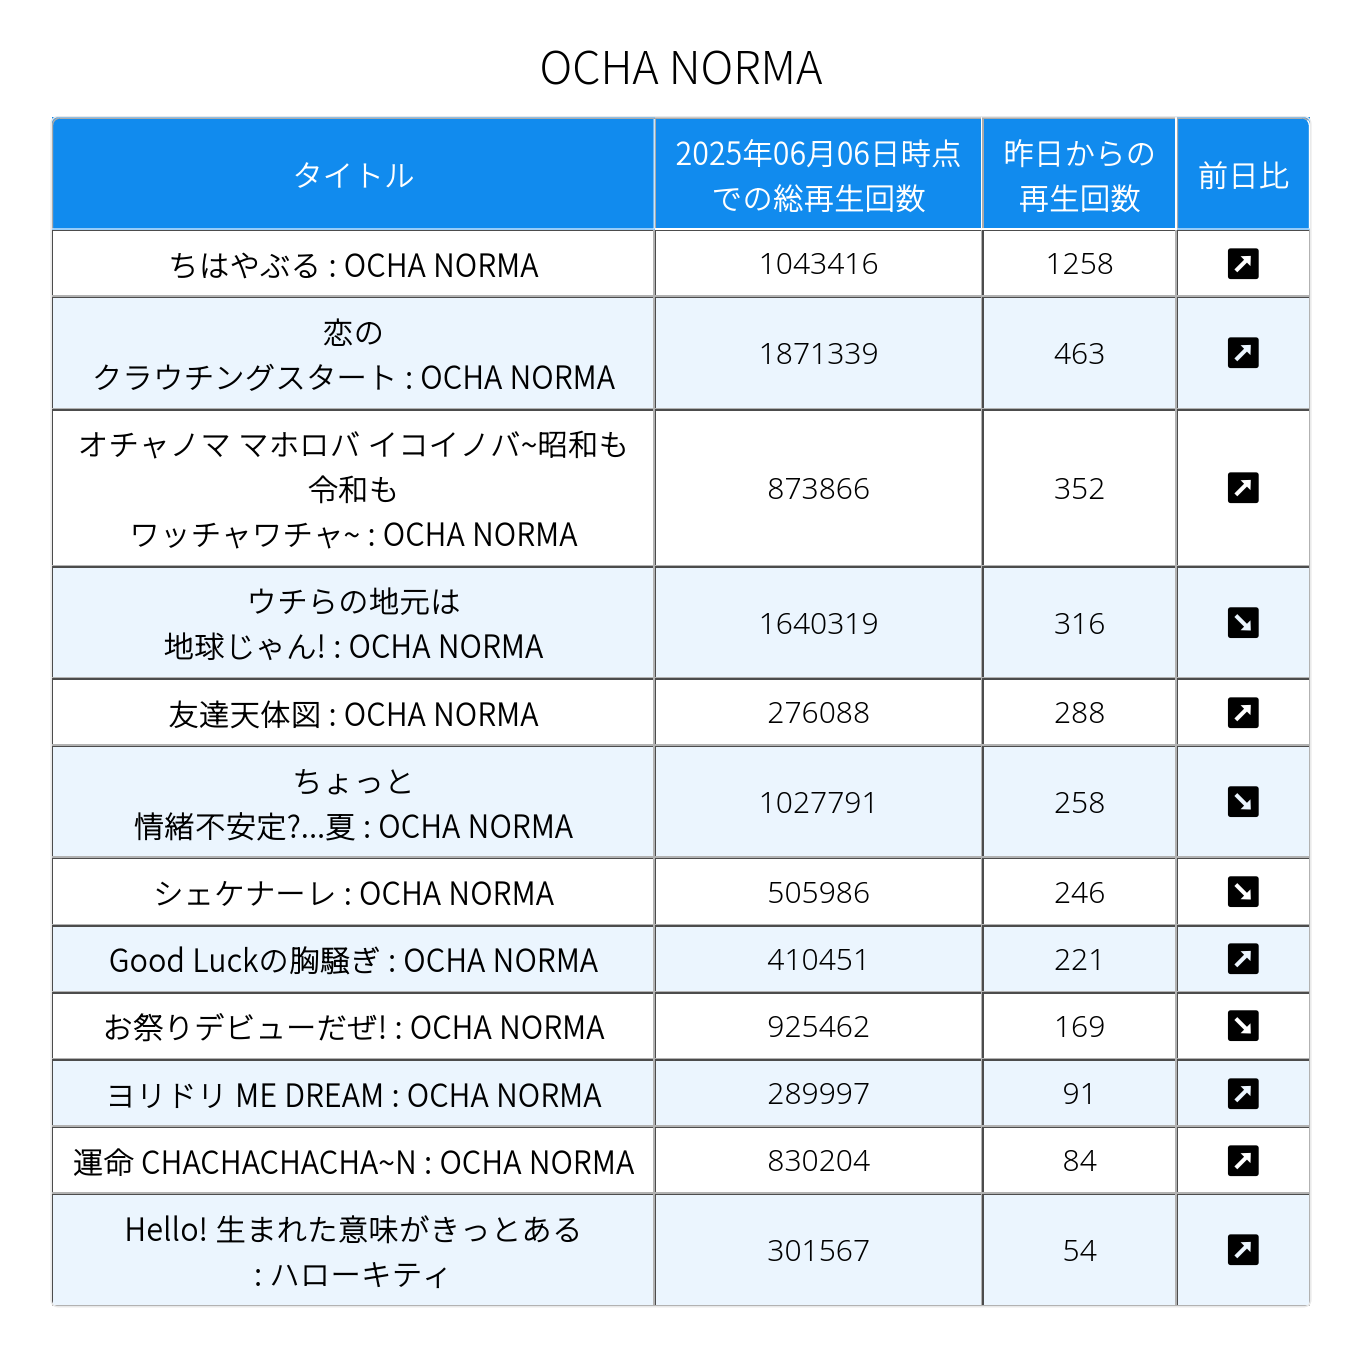 OCHA NORMA
タイトル
2025年06月06日時点
での総再生回数
昨日からの
再生回数
前日比
ちはやぶる : OCHA NORMA
1043416
1258
恋の
クラウチングスタート : OCHA NORMA
1871339
463
オチャノマ マホロバ イコイノバ~昭和も
令和も
ワッチャワチャ~ : OCHA NORMA
873866
352
ウチらの地元は
地球じゃん! : OCHA NORMA
1640319
316
友達天体図 : OCHA NORMA
276088
288
ちょっと
情緒不安定?...夏 : OCHA NORMA
1027791
258
シェケナーレ : OCHA NORMA
505986
246
Good Luckの胸騒ぎ : OCHA NORMA
410451
221
お祭りデビューだぜ! : OCHA NORMA
925462
169
ヨリドリ ME DREAM : OCHA NORMA
289997
91
運命 CHACHACHACHA~N : OCHA NORMA
830204
84
Hello! 生まれた意味がきっとある
: ハローキティ
301567
54